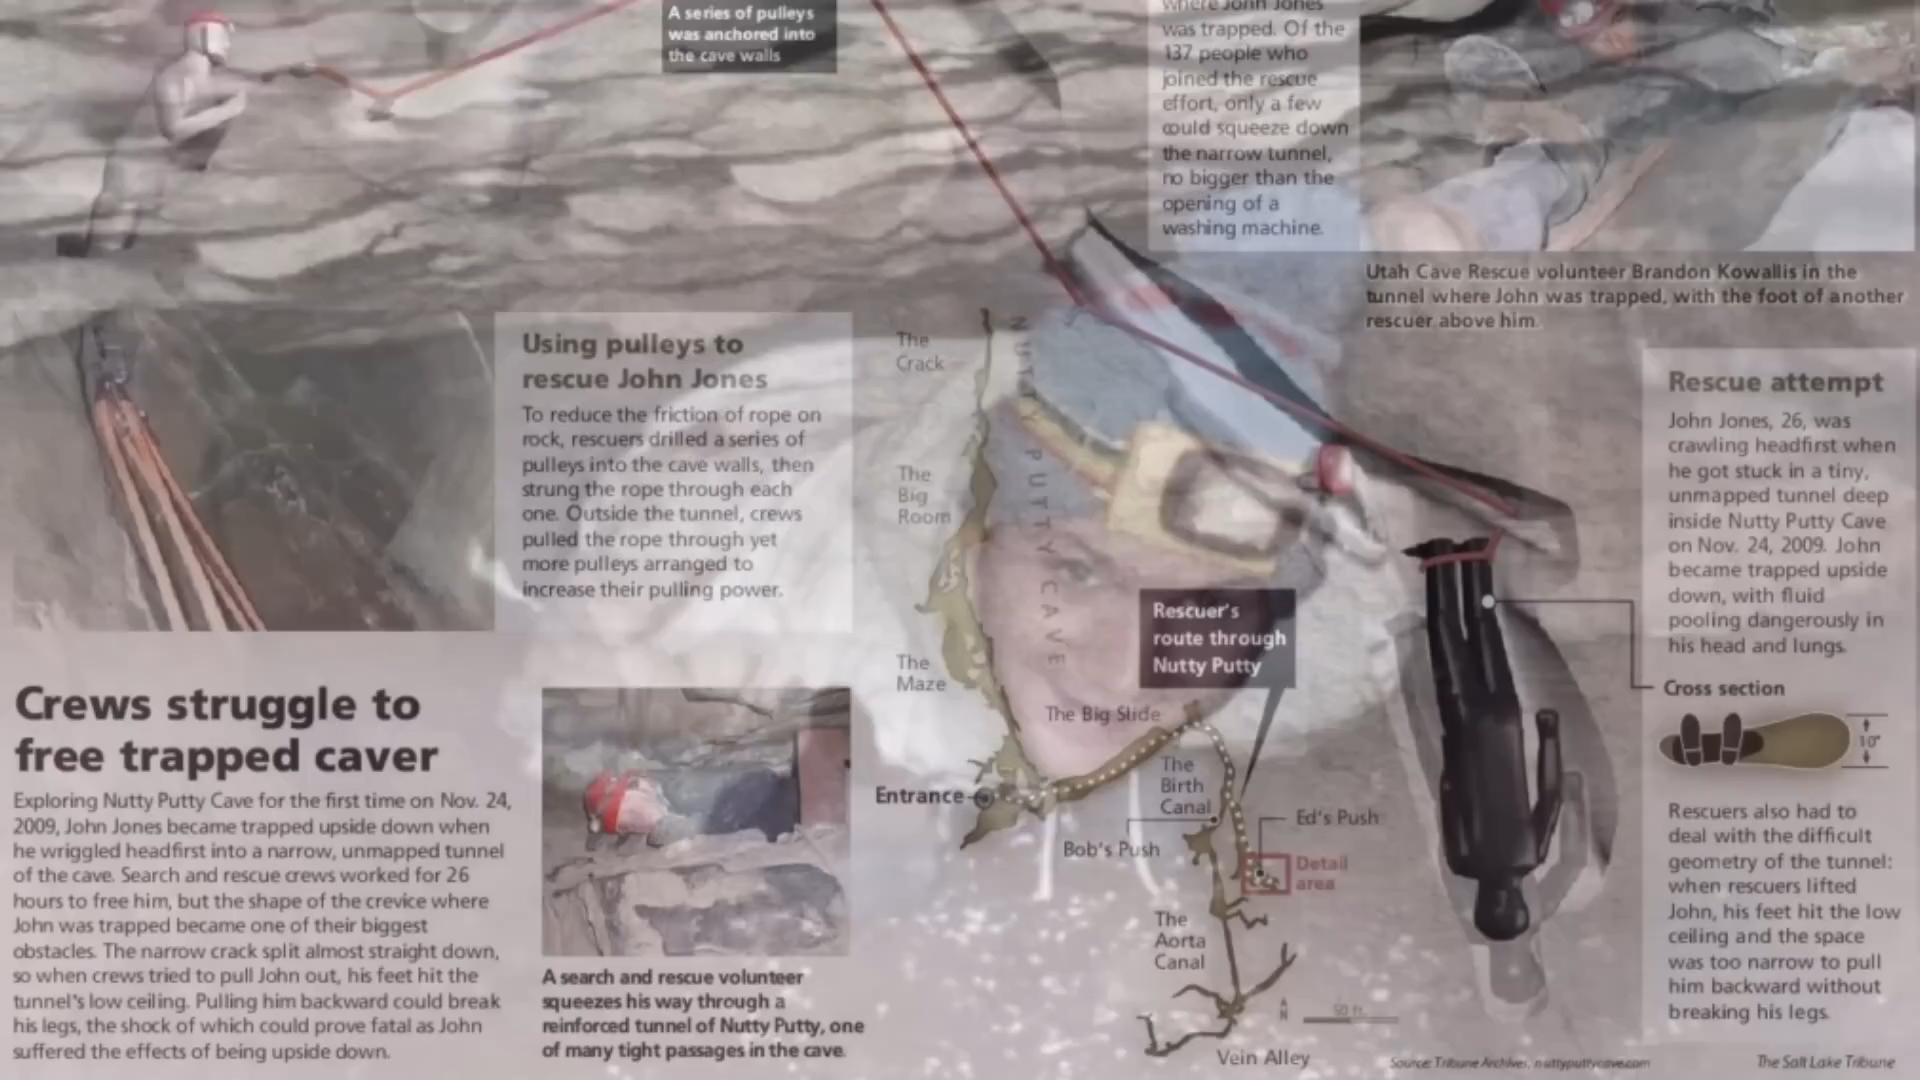 A series of pulleys
was anchored into
the cave walls
where John Jones
was trapped. Of the
137 people who
joined the rescue
effort, only a few
could squeeze down
the narrow tunnel,
no bigger than the
opening of a
washing machine.
Utah Cave Rescue volunteer Brandon Kowallis in the
tunnel where John was trapped, with the foot of another
rescuer above him.
Using pulleys to
rescue John Jones
To reduce the friction of rope on
rock, rescuers drilled a series of
pulleys into the cave walls, then
strung the rope through each
one. Outside the tunnel, crews
pulled the rope through yet
more pulleys arranged to
increase their pulling power.
Crews struggle to
free trapped caver
Exploring Nutty Putty Cave for the first time on Nov. 24,
2009, John Jones became trapped upside down when
he wriggled headfirst into a narrow, unmapped tunnel
of the cave. Search and rescue crews worked for 26
hours to free him, but the shape of the crevice where
John was trapped became one of their biggest
obstacles. The narrow crack split almost straight down,
so when crews tried to pull John out, his feet hit the
tunnel's low ceiling. Pulling him backward could break
his legs, the shock of which could prove fatal as John
suffered the effects of being upside down.
A search and rescue volunteer
squeezes his way through a
reinforced tunnel of Nutty Putty, one
of many tight passages in the cave.
The
Crack
NUTTY PUTTY CAVE
The
Big
Room
The
Maze
Rescuer's
route through
Nutty Putty
The Big Slide
Entrance
The
Birth
Canal
Bob's Push
Ed's Push
Detail
area
The
Aorta
Canal
N
50 ft.
Vein Alley
Rescue attempt
John Jones, 26, was
crawling headfirst when
he got stuck in a tiny,
unmapped tunnel deep
inside Nutty Putty Cave
on Nov. 24, 2009. John
became trapped upside
down, with fluid
pooling dangerously in
his head and lungs.
Cross section
10"
Rescuers also had to
deal with the difficult
geometry of the tunnel:
when rescuers lifted
John, his feet hit the low
ceiling and the space
was too narrow to pull
him backward without
breaking his legs.
Source: Tribune Archives, nuttyputtycave.com
The Salt Lake Tribune